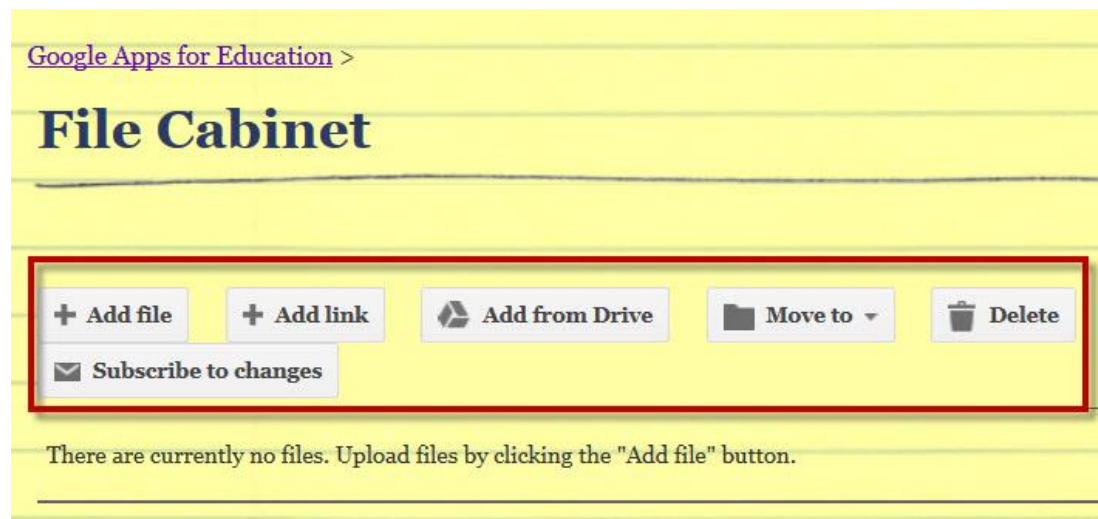 Google Apps for Education >
File Cabinet
+ Add file + Add link Add from Drive Move to Delete
Subscribe to changes
There are currently no files. Upload files by clicking the "Add file" button.